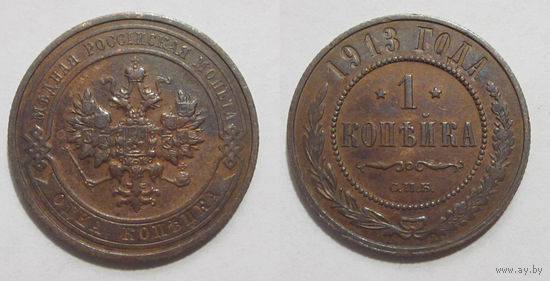 МѢДНАЯ РОССІЙСКАЯ МОНЕТА
ОДНА КОПѢЙКА
1913 ГОДА
1
КОПѢЙКА
С.П.Б.
www.ay.by